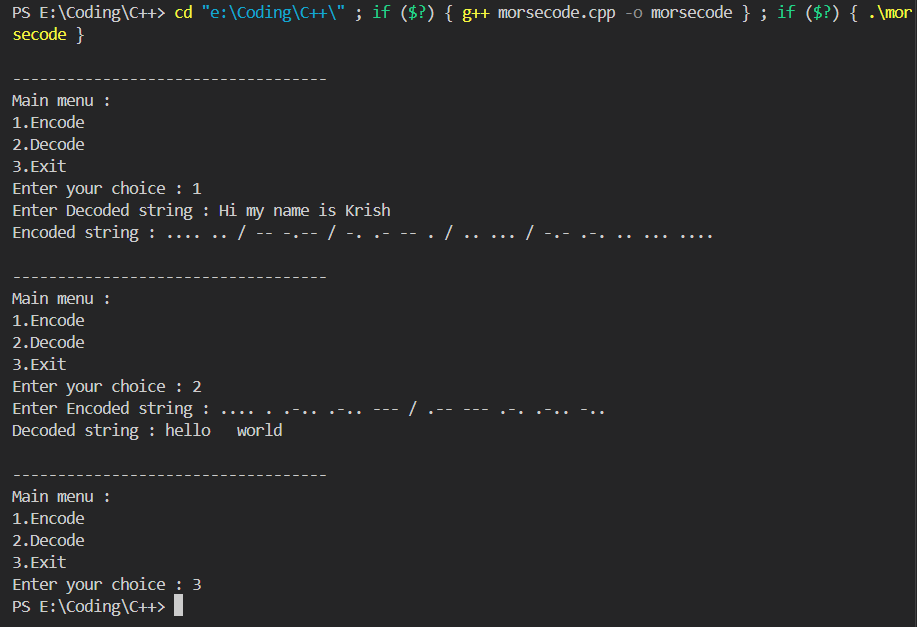 PS E:\Coding\C++> cd "e:\Coding\C++\" ; if ($?) { g++ morsecode.cpp -o morsecode } ; if ($?) { .\mor
secode }
-----------------------------------
Main menu :
1.Encode
2.Decode
3.Exit
Enter your choice : 1
Enter Decoded string : Hi my name is Krish
Encoded string : .... .. / -- -.-- / -. .- -- . / .. ... / -.- .-. .. ... ....
-----------------------------------
Main menu :
1.Encode
2.Decode
3.Exit
Enter your choice : 2
Enter Encoded string : .... . .-.. .-.. --- / .-- --- .-. .-.. -..
Decoded string : hello   world
-----------------------------------
Main menu :
1.Encode
2.Decode
3.Exit
Enter your choice : 3
PS E:\Coding\C++>